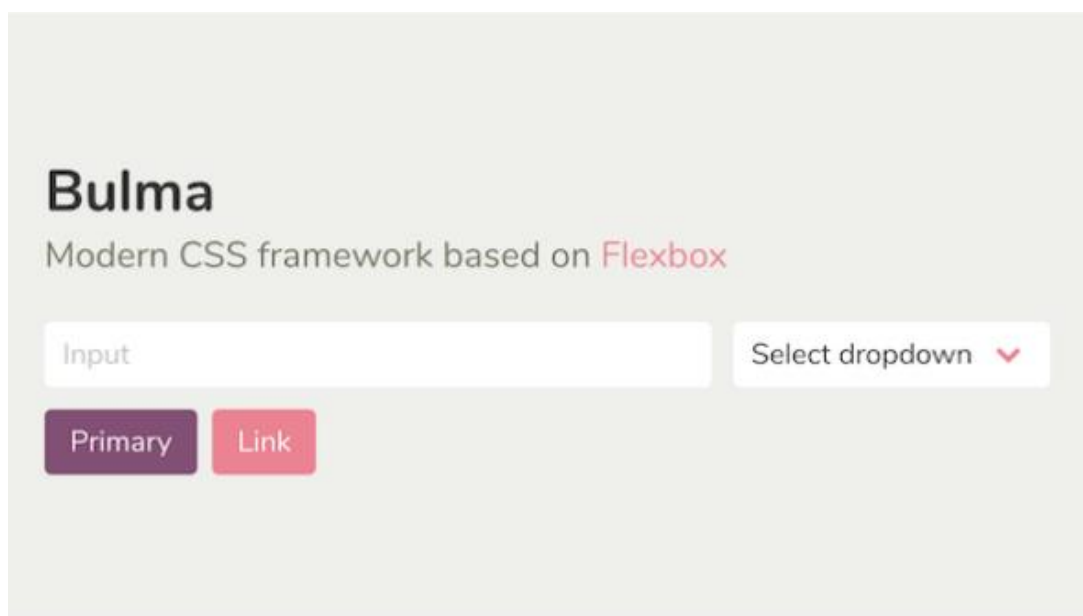 Bulma
Modern CSS framework based on Flexbox
Input
Select dropdown
Primary
Link